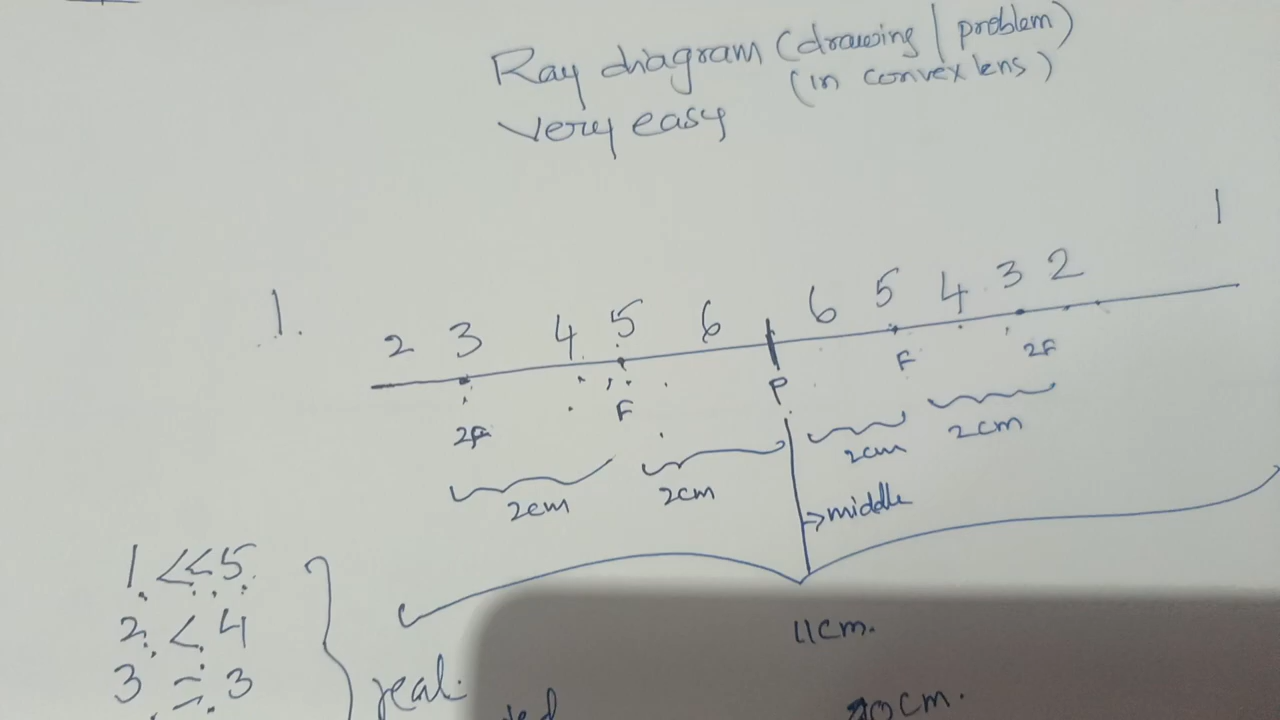 Ray diagram (drawing / problem)
(in convex lens)
very easy
1
1. 2 3 4 5 6 6 5 4 3 2
2F F P F 2F
2cm 2cm 2cm 2cm
→ middle
1 << 5
2 < 4
3 = 3
11cm.
real.